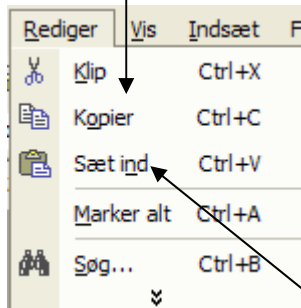 Rediger Vis Indsæt F
Klip Ctrl+X
Kopier Ctrl+C
Sæt ind Ctrl+V
Marker alt Ctrl+A
Søg... Ctrl+B